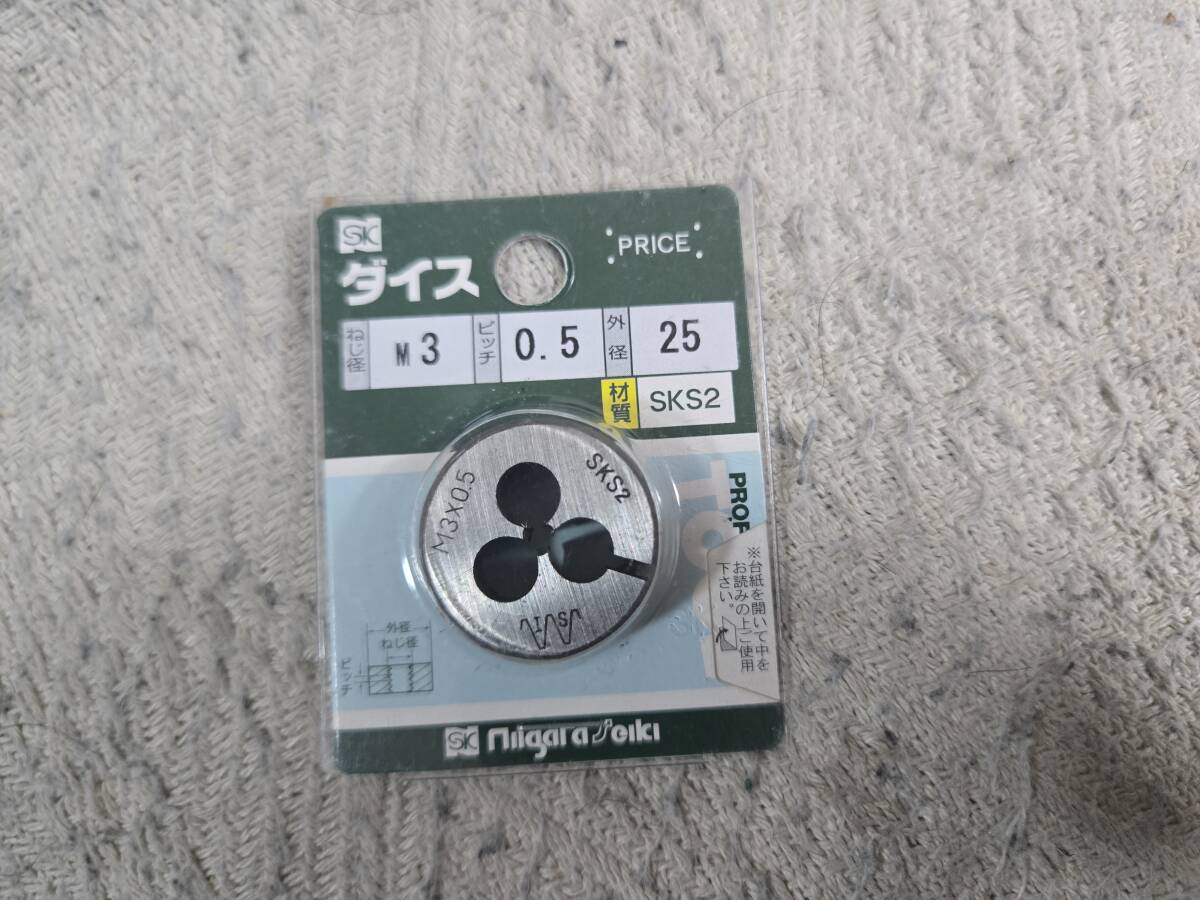 SK
ダイス
PRICE
ねじ径
M3
ピッチ
0.5
外径
25
材質
SKS2
M3X0.5
SKS2
外径
ねじ径
ピッチ
PROF
※台紙を開いて中を
お読みの上ご使用
下さい。
SK niigara seiki